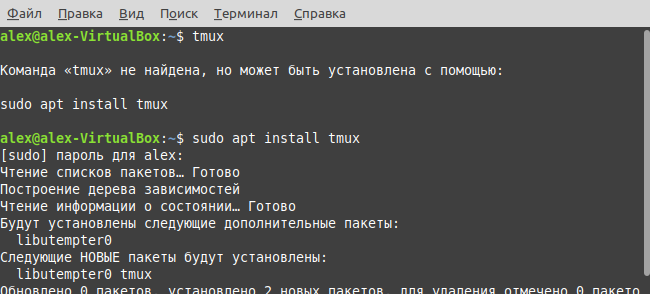 Файл Правка Вид Поиск Терминал Справка
alex@alex-VirtualBox:~$ tmux
Команда «tmux» не найдена, но может быть установлена с помощью:
sudo apt install tmux
alex@alex-VirtualBox:~$ sudo apt install tmux
[sudo] пароль для alex:
Чтение списков пакетов… Готово
Построение дерева зависимостей
Чтение информации о состоянии… Готово
Будут установлены следующие дополнительные пакеты:
libutempter0
Следующие НОВЫЕ пакеты будут установлены:
libutempter0 tmux
Обновлено 0 пакетов, установлено 2 новых пакетов, для удаления отмечено 0 пакето